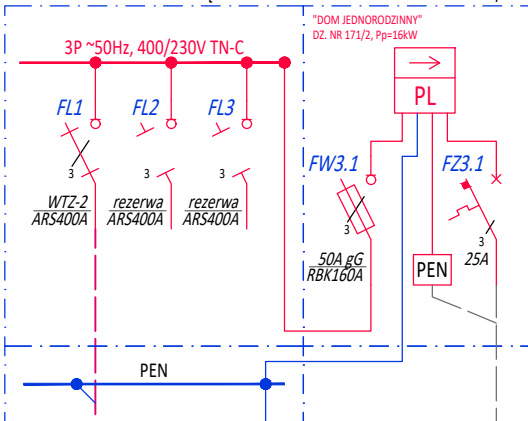 "DOM JEDNORODZINNY"
DZ. NR 171/2, Pp=16kW
3P ~50Hz, 400/230V TN-C
PL
FL1
FL2
FL3
FW3.1
FZ3.1
3
3
3
3
3
WTZ-2
ARS400A
rezerwa
ARS400A
rezerwa
ARS400A
50A gG
RBK160A
PEN
25A
PEN